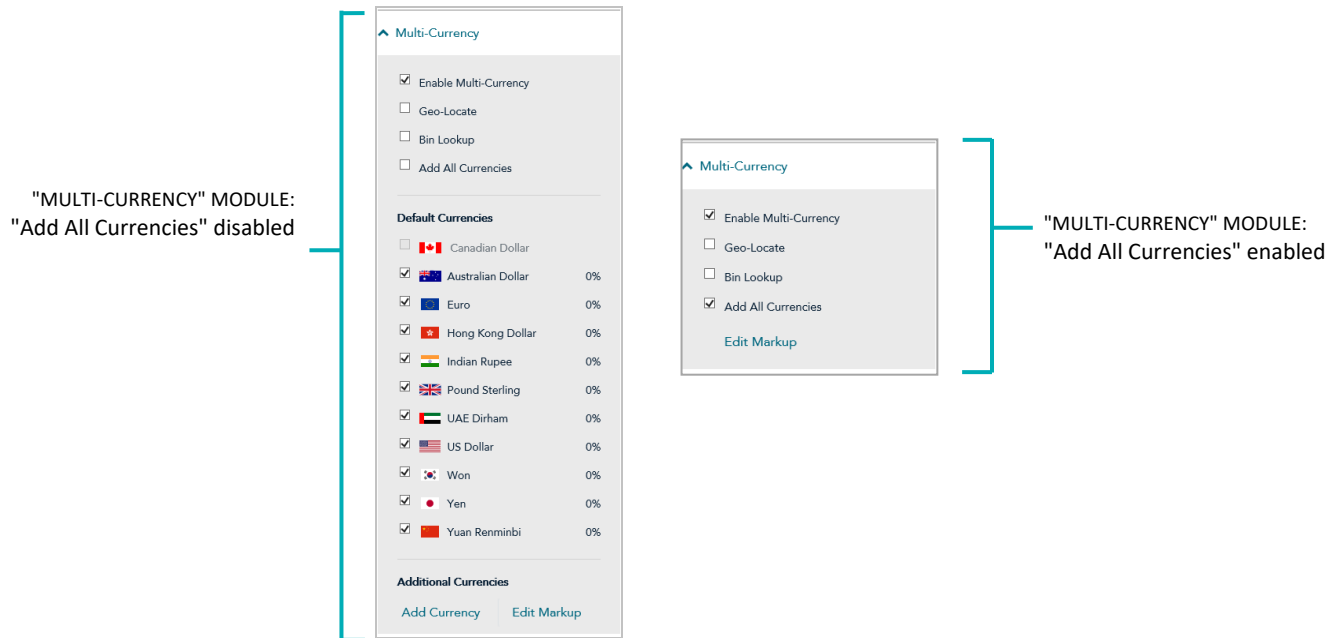 "MULTI-CURRENCY" MODULE:
"Add All Currencies" disabled
Multi-Currency
Enable Multi-Currency
Geo-Locate
Bin Lookup
Add All Currencies
Default Currencies
Canadian Dollar
Australian Dollar 0%
Euro 0%
Hong Kong Dollar 0%
Indian Rupee 0%
Pound Sterling 0%
UAE Dirham 0%
US Dollar 0%
Won 0%
Yen 0%
Yuan Renminbi 0%
Additional Currencies
Add Currency Edit Markup
Multi-Currency
Enable Multi-Currency
Geo-Locate
Bin Lookup
Add All Currencies
Edit Markup
"MULTI-CURRENCY" MODULE:
"Add All Currencies" enabled